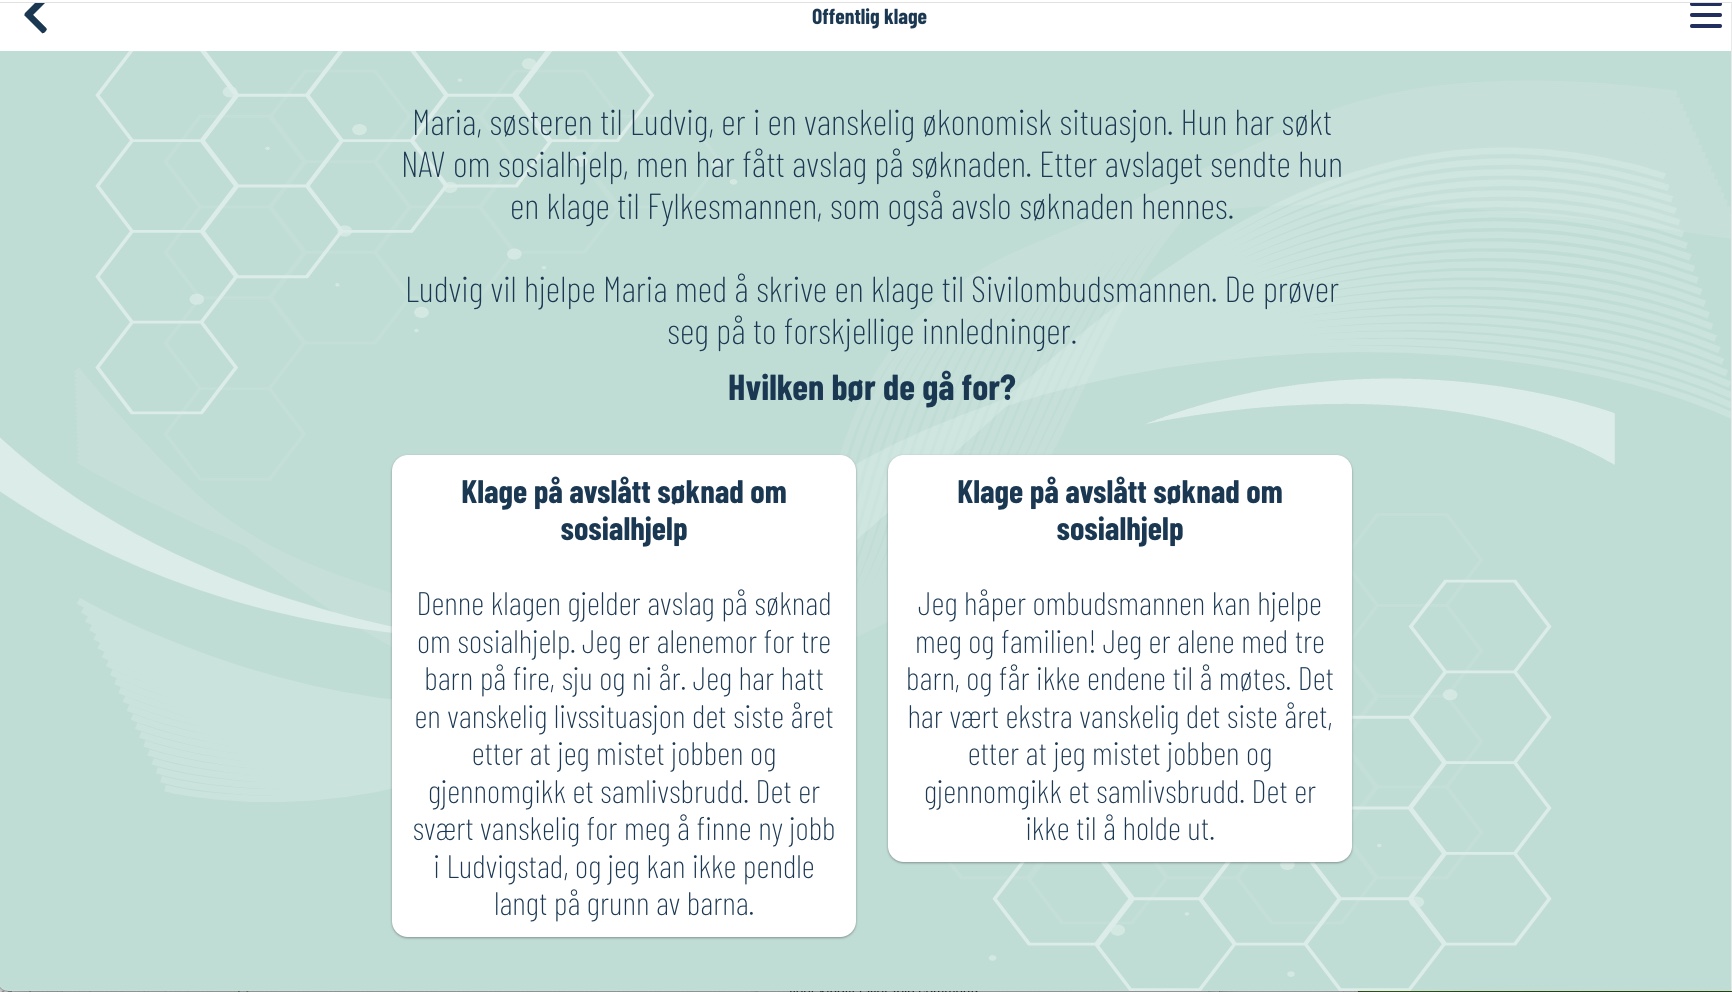 Offentlig klage
Maria, søsteren til Ludvig, er i en vanskelig økonomisk situasjon. Hun har søkt
NAV om sosialhjelp, men har fått avslag på søknaden. Etter avslaget sendte hun
en klage til Fylkesmannen, som også avslo søknaden hennes.
Ludvig vil hjelpe Maria med å skrive en klage til Sivilombudsmannen. De prøver
seg på to forskjellige innledninger.
Hvilken bør de gå for?
Klage på avslått søknad om
sosialhjelp
Denne klagen gjelder avslag på søknad
om sosialhjelp. Jeg er alenemor for tre
barn på fire, sju og ni år. Jeg har hatt
en vanskelig livssituasjon det siste året
etter at jeg mistet jobben og
gjennomgikk et samlivsbrudd. Det er
svært vanskelig for meg å finne ny jobb
i Ludvigstad, og jeg kan ikke pendle
langt på grunn av barna.
Klage på avslått søknad om
sosialhjelp
Jeg håper ombudsmannen kan hjelpe
meg og familien! Jeg er alene med tre
barn, og får ikke endene til å møtes. Det
har vært ekstra vanskelig det siste året,
etter at jeg mistet jobben og
gjennomgikk et samlivsbrudd. Det er
ikke til å holde ut.